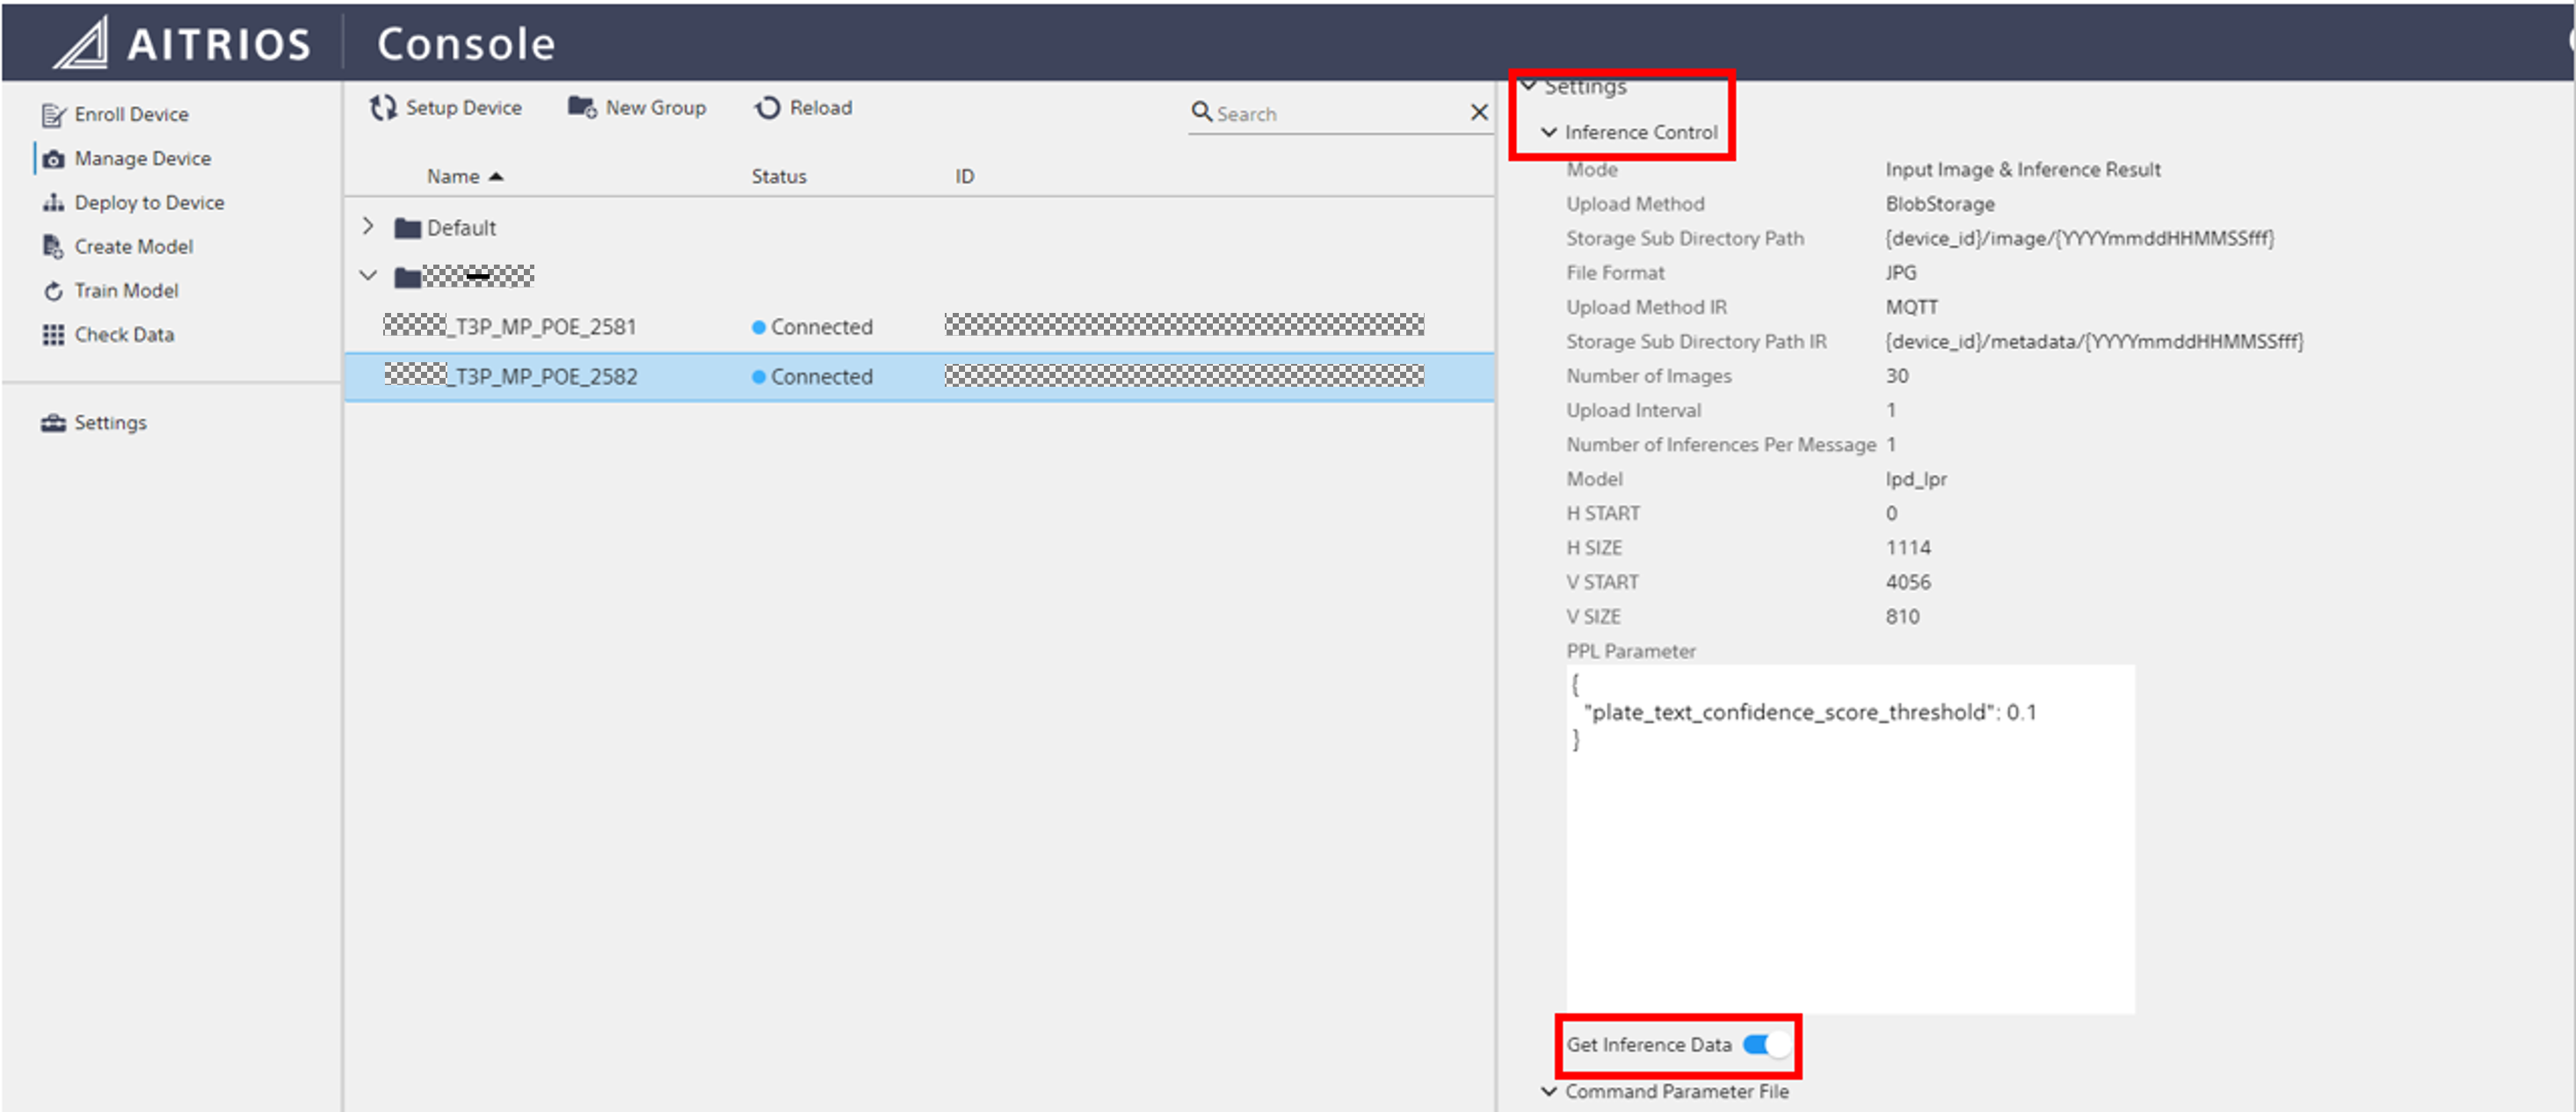 AITRIOS Console
Enroll Device
Manage Device
Deploy to Device
Create Model
Train Model
Check Data
Settings
Setup Device New Group Reload Search
Name Status ID
Default
_T3P_MP_POE_2581 Connected
_T3P_MP_POE_2582 Connected
Settings
Inference Control
Mode Input Image & Inference Result
Upload Method BlobStorage
Storage Sub Directory Path {device_id}/image/{YYYYmmddHHMMSSfff}
File Format JPG
Upload Method IR MQTT
Storage Sub Directory Path IR {device_id}/metadata/{YYYYmmddHHMMSSfff}
Number of Images 30
Upload Interval 1
Number of Inferences Per Message 1
Model lpd_lpr
H START 0
H SIZE 1114
V START 4056
V SIZE 810
PPL Parameter
{
"plate_text_confidence_score_threshold": 0.1
}
Get Inference Data
Command Parameter File